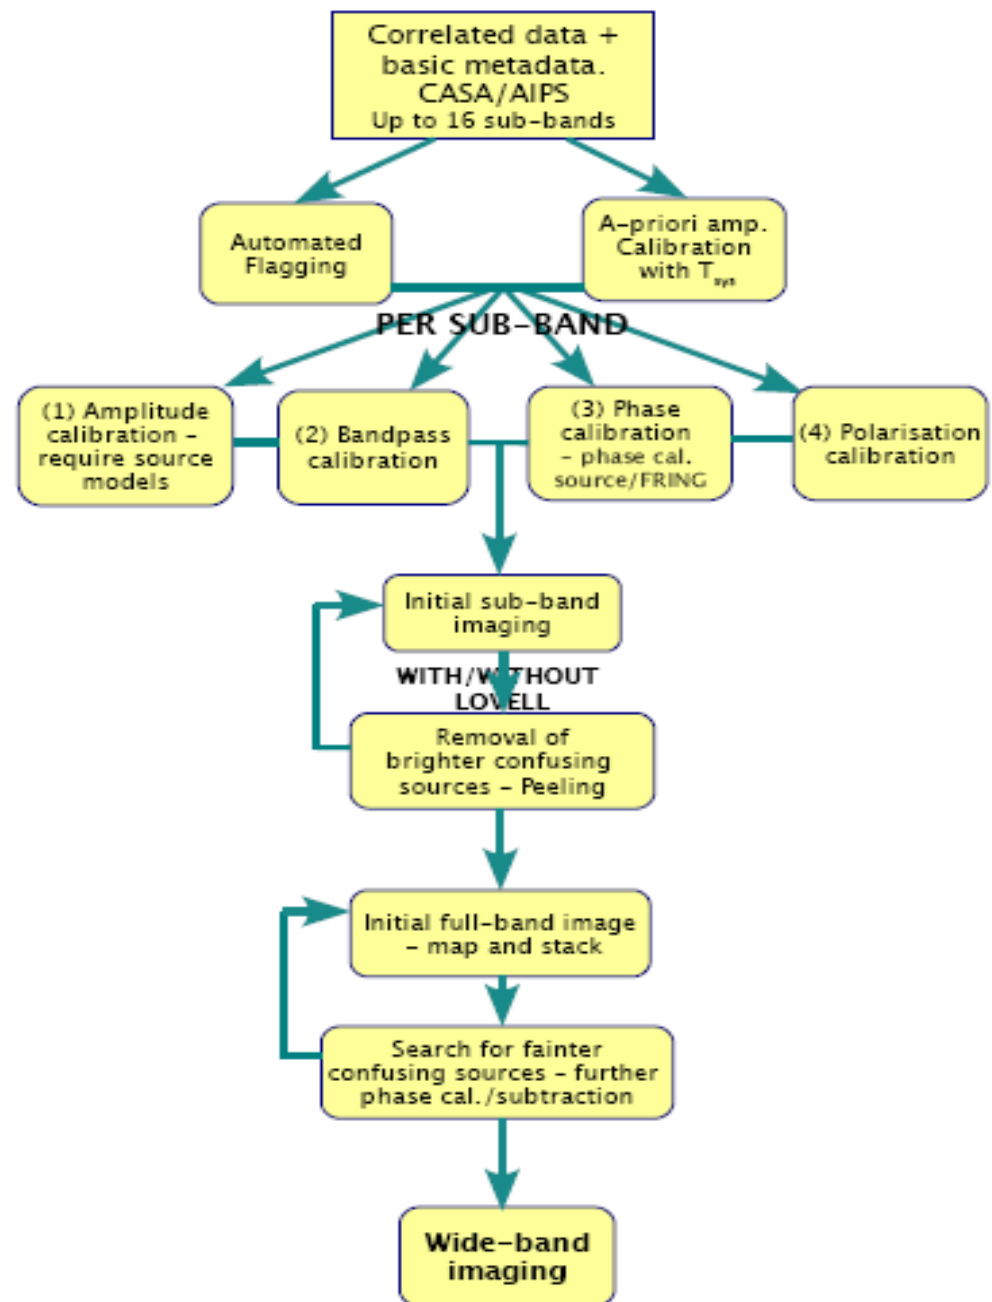 Correlated data +
basic metadata.
CASA/AIPS
Up to 16 sub-bands
Automated
Flagging
A-priori amp.
Calibration
with Tsys
PER SUB-BAND
(1) Amplitude
calibration -
require source
models
(2) Bandpass
calibration
(3) Phase
calibration
- phase cal.
source/FRING
(4) Polarisation
calibration
Initial sub-band
imaging
WITH/WITHOUT
LOVELL
Removal of
brighter confusing
sources - Peeling
Initial full-band image
- map and stack
Search for fainter
confusing sources - further
phase cal./subtraction
Wide-band
imaging